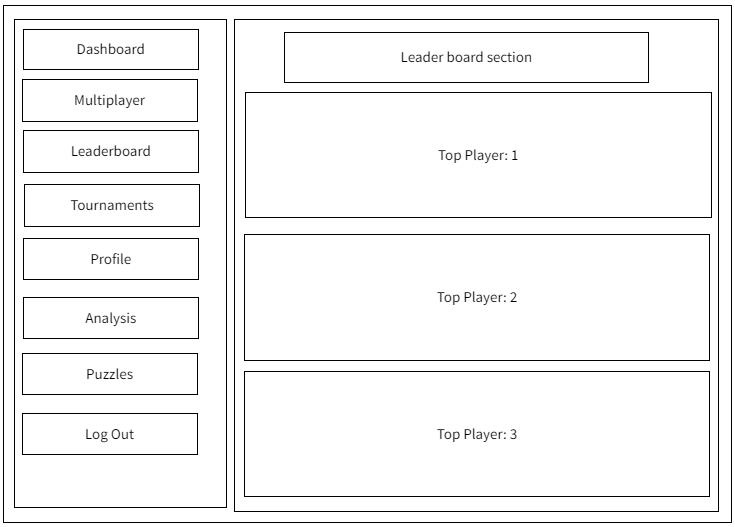 Dashboard
Multiplayer
Leaderboard
Tournaments
Profile
Analysis
Puzzles
Log Out
Leader board section
Top Player: 1
Top Player: 2
Top Player: 3